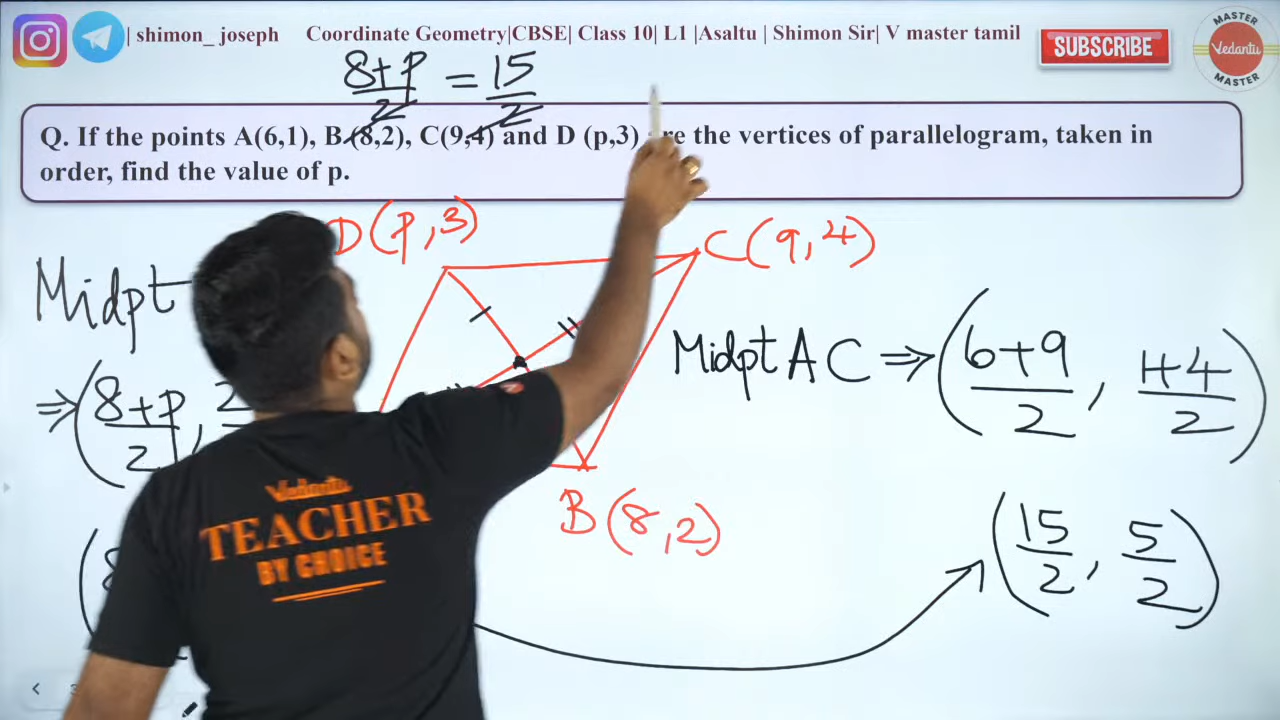 | shimon_ joseph Coordinate Geometry|CBSE| Class 10| L1 |Asaltu | Shimon Sir| V master tamil
SUBSCRIBE
MASTER
Vedantu
MASTER
8+p/2 = 15/2
Q. If the points A(6,1), B (8,2), C(9,4) and D (p,3) are the vertices of parallelogram, taken in
order, find the value of p.
D(p,3)
C(9,4)
Midpt
Midpt AC ⇒ (6+9/2, 1+4/2)
⇒ (8+p/2, 2
B(8,2)
(15/2, 5/2)
(8
Vedantu
TEACHER
BY CHOICE